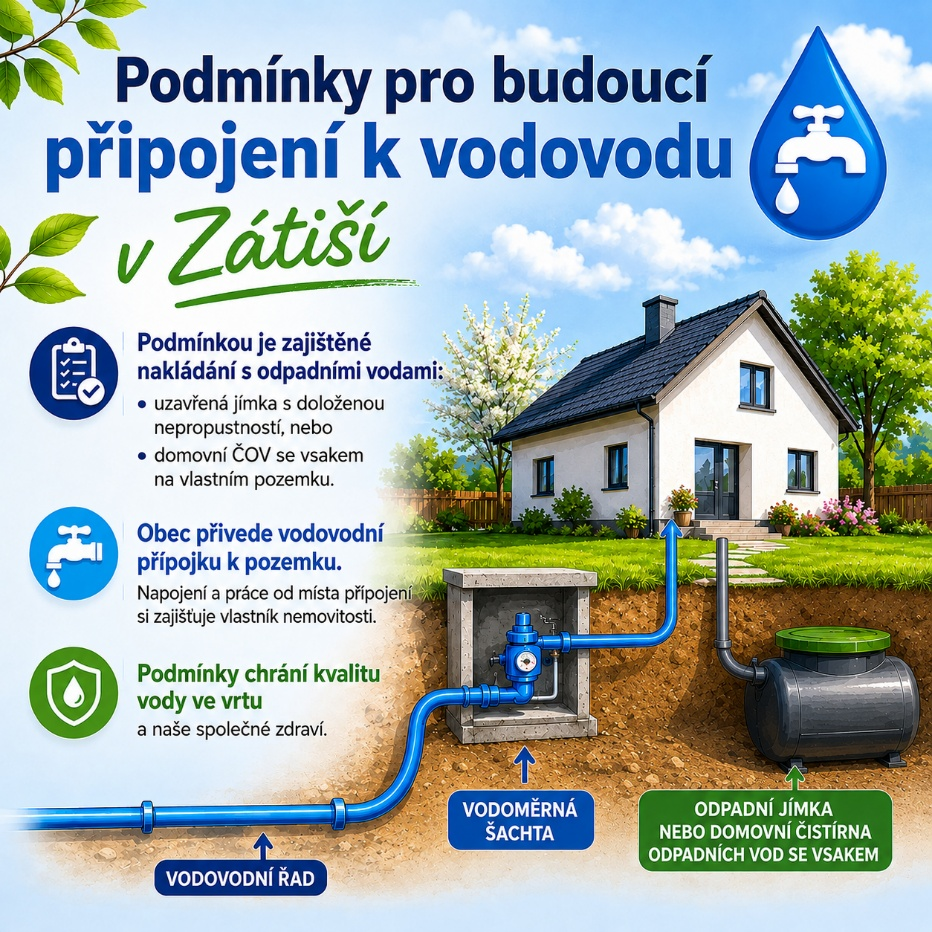 Podmínky pro budoucí
připojení k vodovodu
v Zátiší
Podmínkou je zajištěné
nakládání s odpadními vodami:
• uzavřená jímka s doloženou
nepropustností, nebo
• domovní ČOV se vsakem
na vlastním pozemku.
Obec přivede vodovodní
přípojku k pozemku.
Napojení a práce od místa připojení
si zajišťuje vlastník nemovitosti.
Podmínky chrání kvalitu
vody ve vrtu
a naše společné zdraví.
VODOVODNÍ ŘAD
VODOMĚRNÁ
ŠACHTA
ODPADNÍ JÍMKA
NEBO DOMOVNÍ ČISTÍRNA
ODPADNÍCH VOD SE VSAKEM